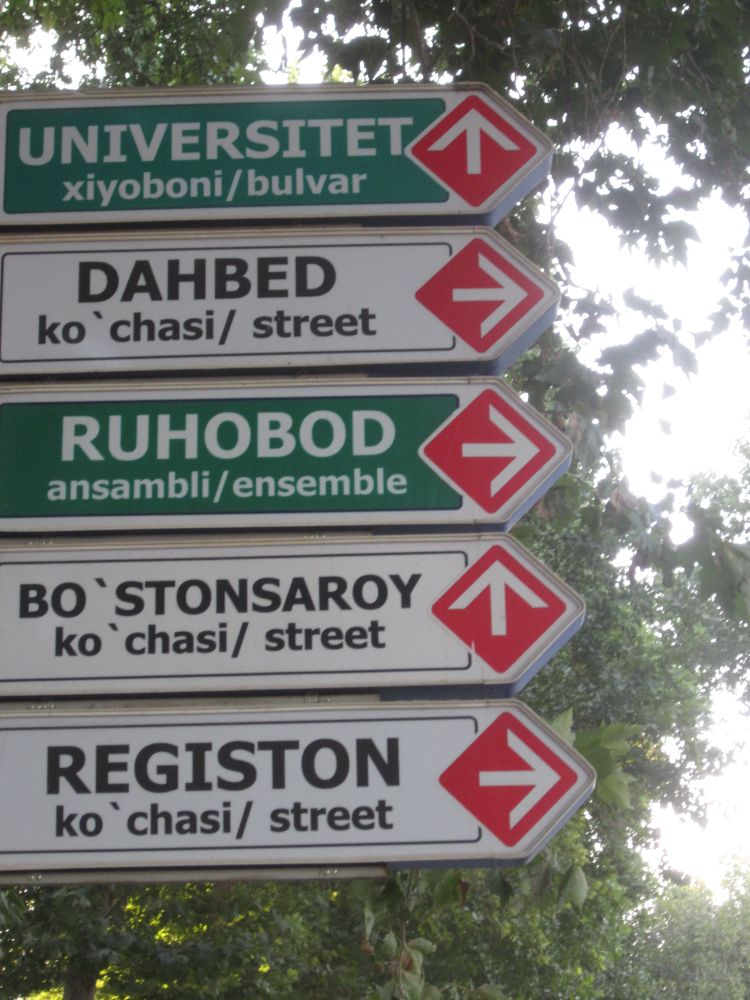 UNIVERSITET
xiyoboni/bulvar
DAHBED
ko`chasi/ street
RUHOBOD
ansambli/ensemble
BO`STONSAROY
ko`chasi/ street
REGISTON
ko`chasi/ street